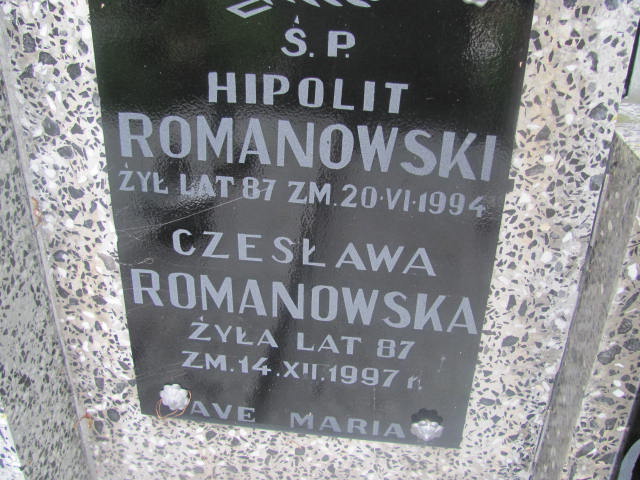 Ś.P.
HIPOLIT
ROMANOWSKI
ŻYŁ LAT 87 ZM. 20·VI·1994
CZESŁAWA
ROMANOWSKA
ŻYŁA LAT 87
ZM. 14.XII.1997 r.
AVE MARIA